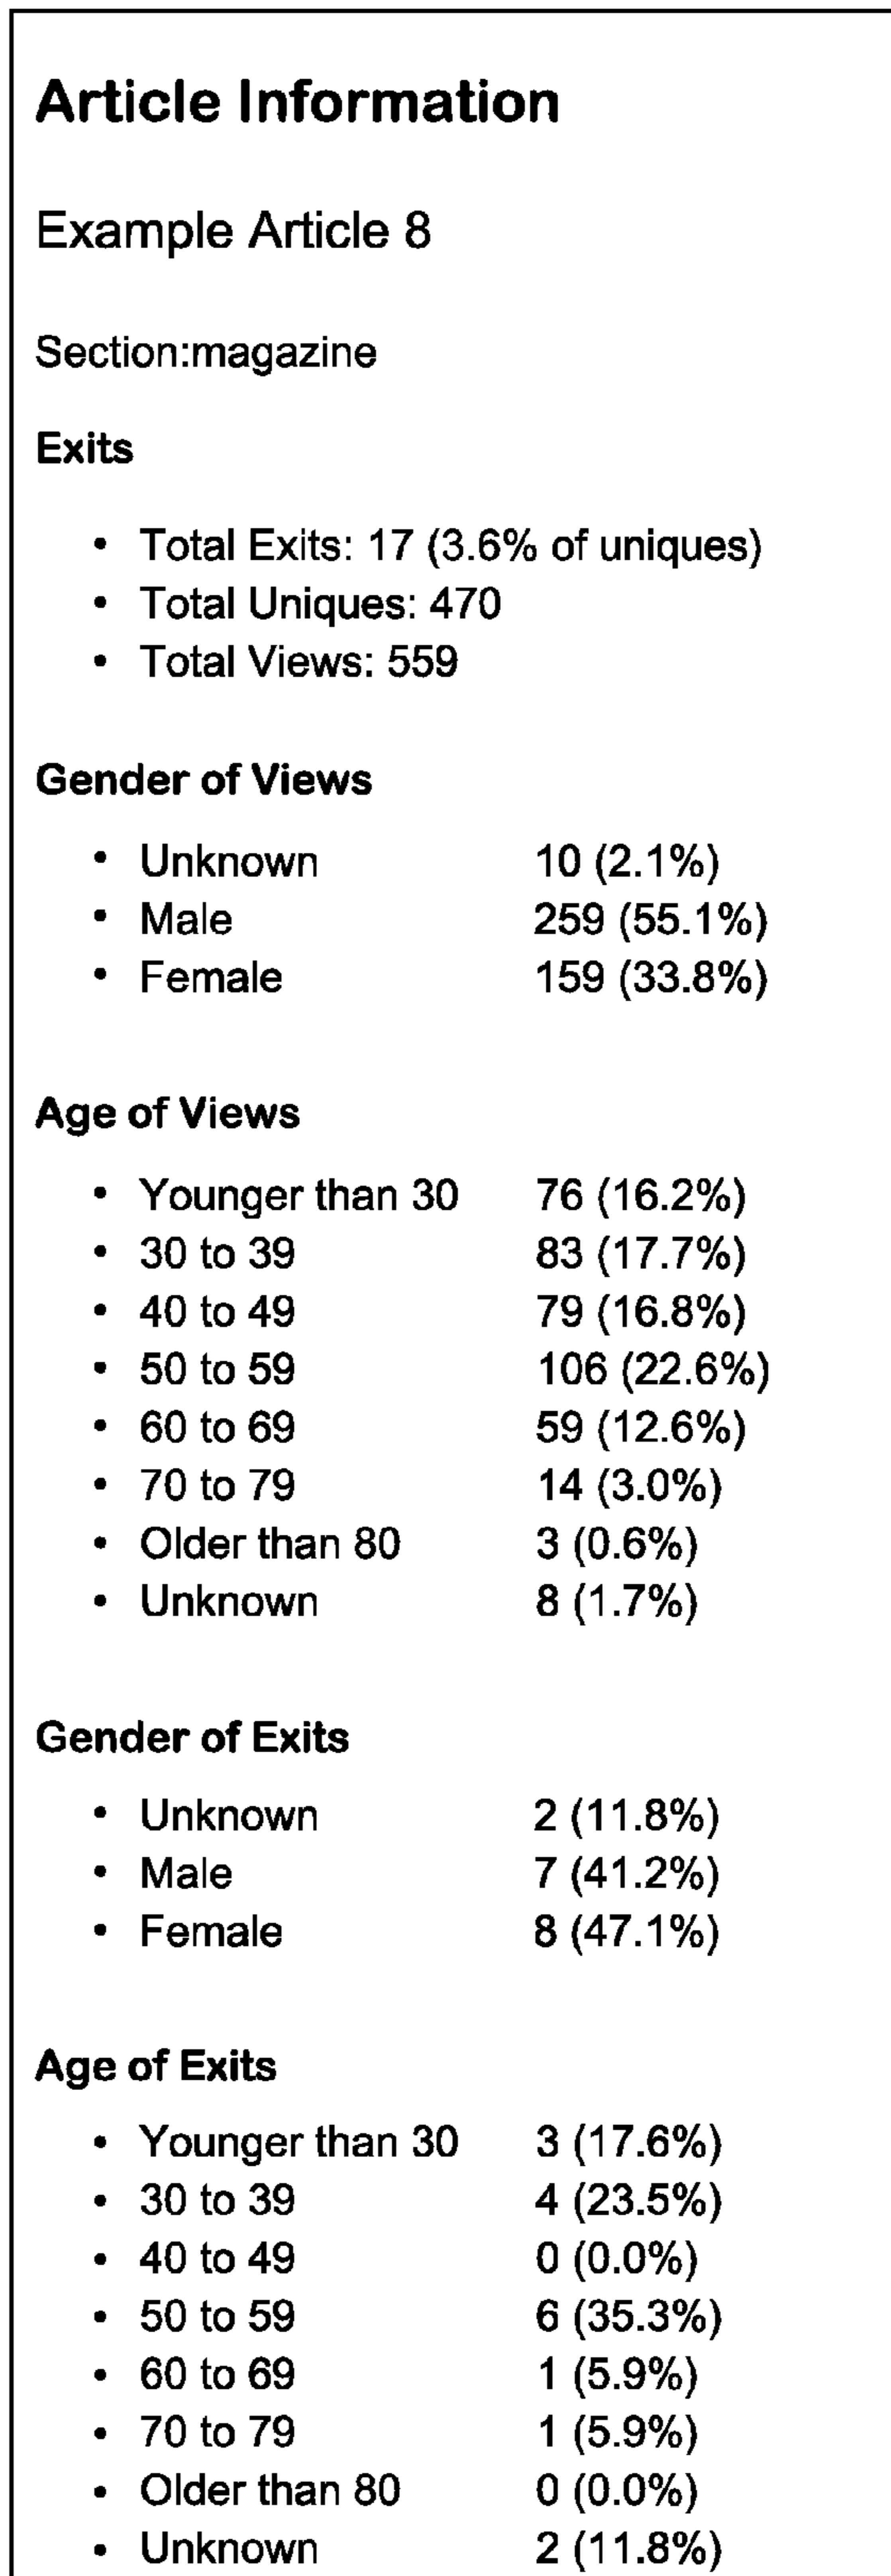 Article Information
Example Article 8
Section:magazine
Exits
• Total Exits: 17 (3.6% of uniques)
• Total Uniques: 470
• Total Views: 559
Gender of Views
• Unknown 10 (2.1%)
• Male 259 (55.1%)
• Female 159 (33.8%)
Age of Views
• Younger than 30 76 (16.2%)
• 30 to 39 83 (17.7%)
• 40 to 49 79 (16.8%)
• 50 to 59 106 (22.6%)
• 60 to 69 59 (12.6%)
• 70 to 79 14 (3.0%)
• Older than 80 3 (0.6%)
• Unknown 8 (1.7%)
Gender of Exits
• Unknown 2 (11.8%)
• Male 7 (41.2%)
• Female 8 (47.1%)
Age of Exits
• Younger than 30 3 (17.6%)
• 30 to 39 4 (23.5%)
• 40 to 49 0 (0.0%)
• 50 to 59 6 (35.3%)
• 60 to 69 1 (5.9%)
• 70 to 79 1 (5.9%)
• Older than 80 0 (0.0%)
• Unknown 2 (11.8%)